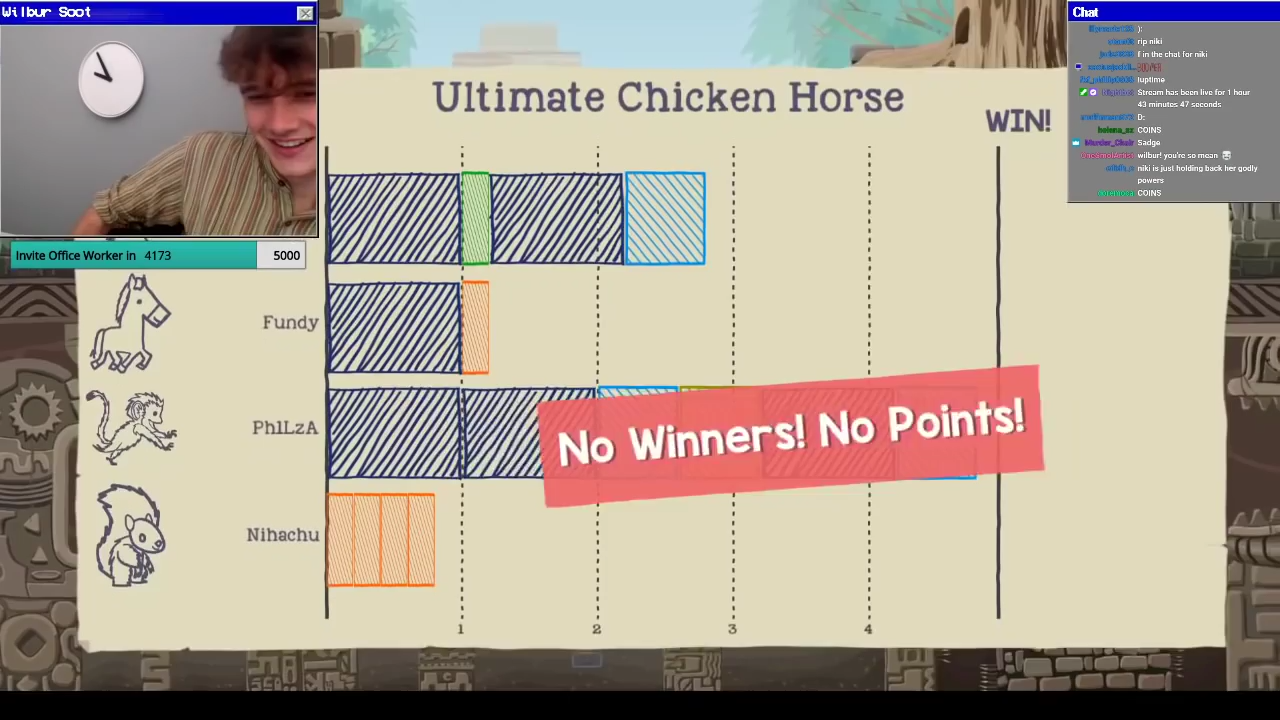 Wilbur Soot
Chat
):
rip niki
f in the chat for niki
!uptime
Stream has been live for 1 hour
43 minutes 47 seconds
D:
helena_zz COINS
Murder_Chair Sadge
wilbur! you're so mean
niki is just holding back her godly
powers
COINS
Ultimate Chicken Horse
WIN!
Invite Office Worker in 4173
5000
Fundy
Ph1LzA
No Winners! No Points!
Nihachu
1 2 3 4